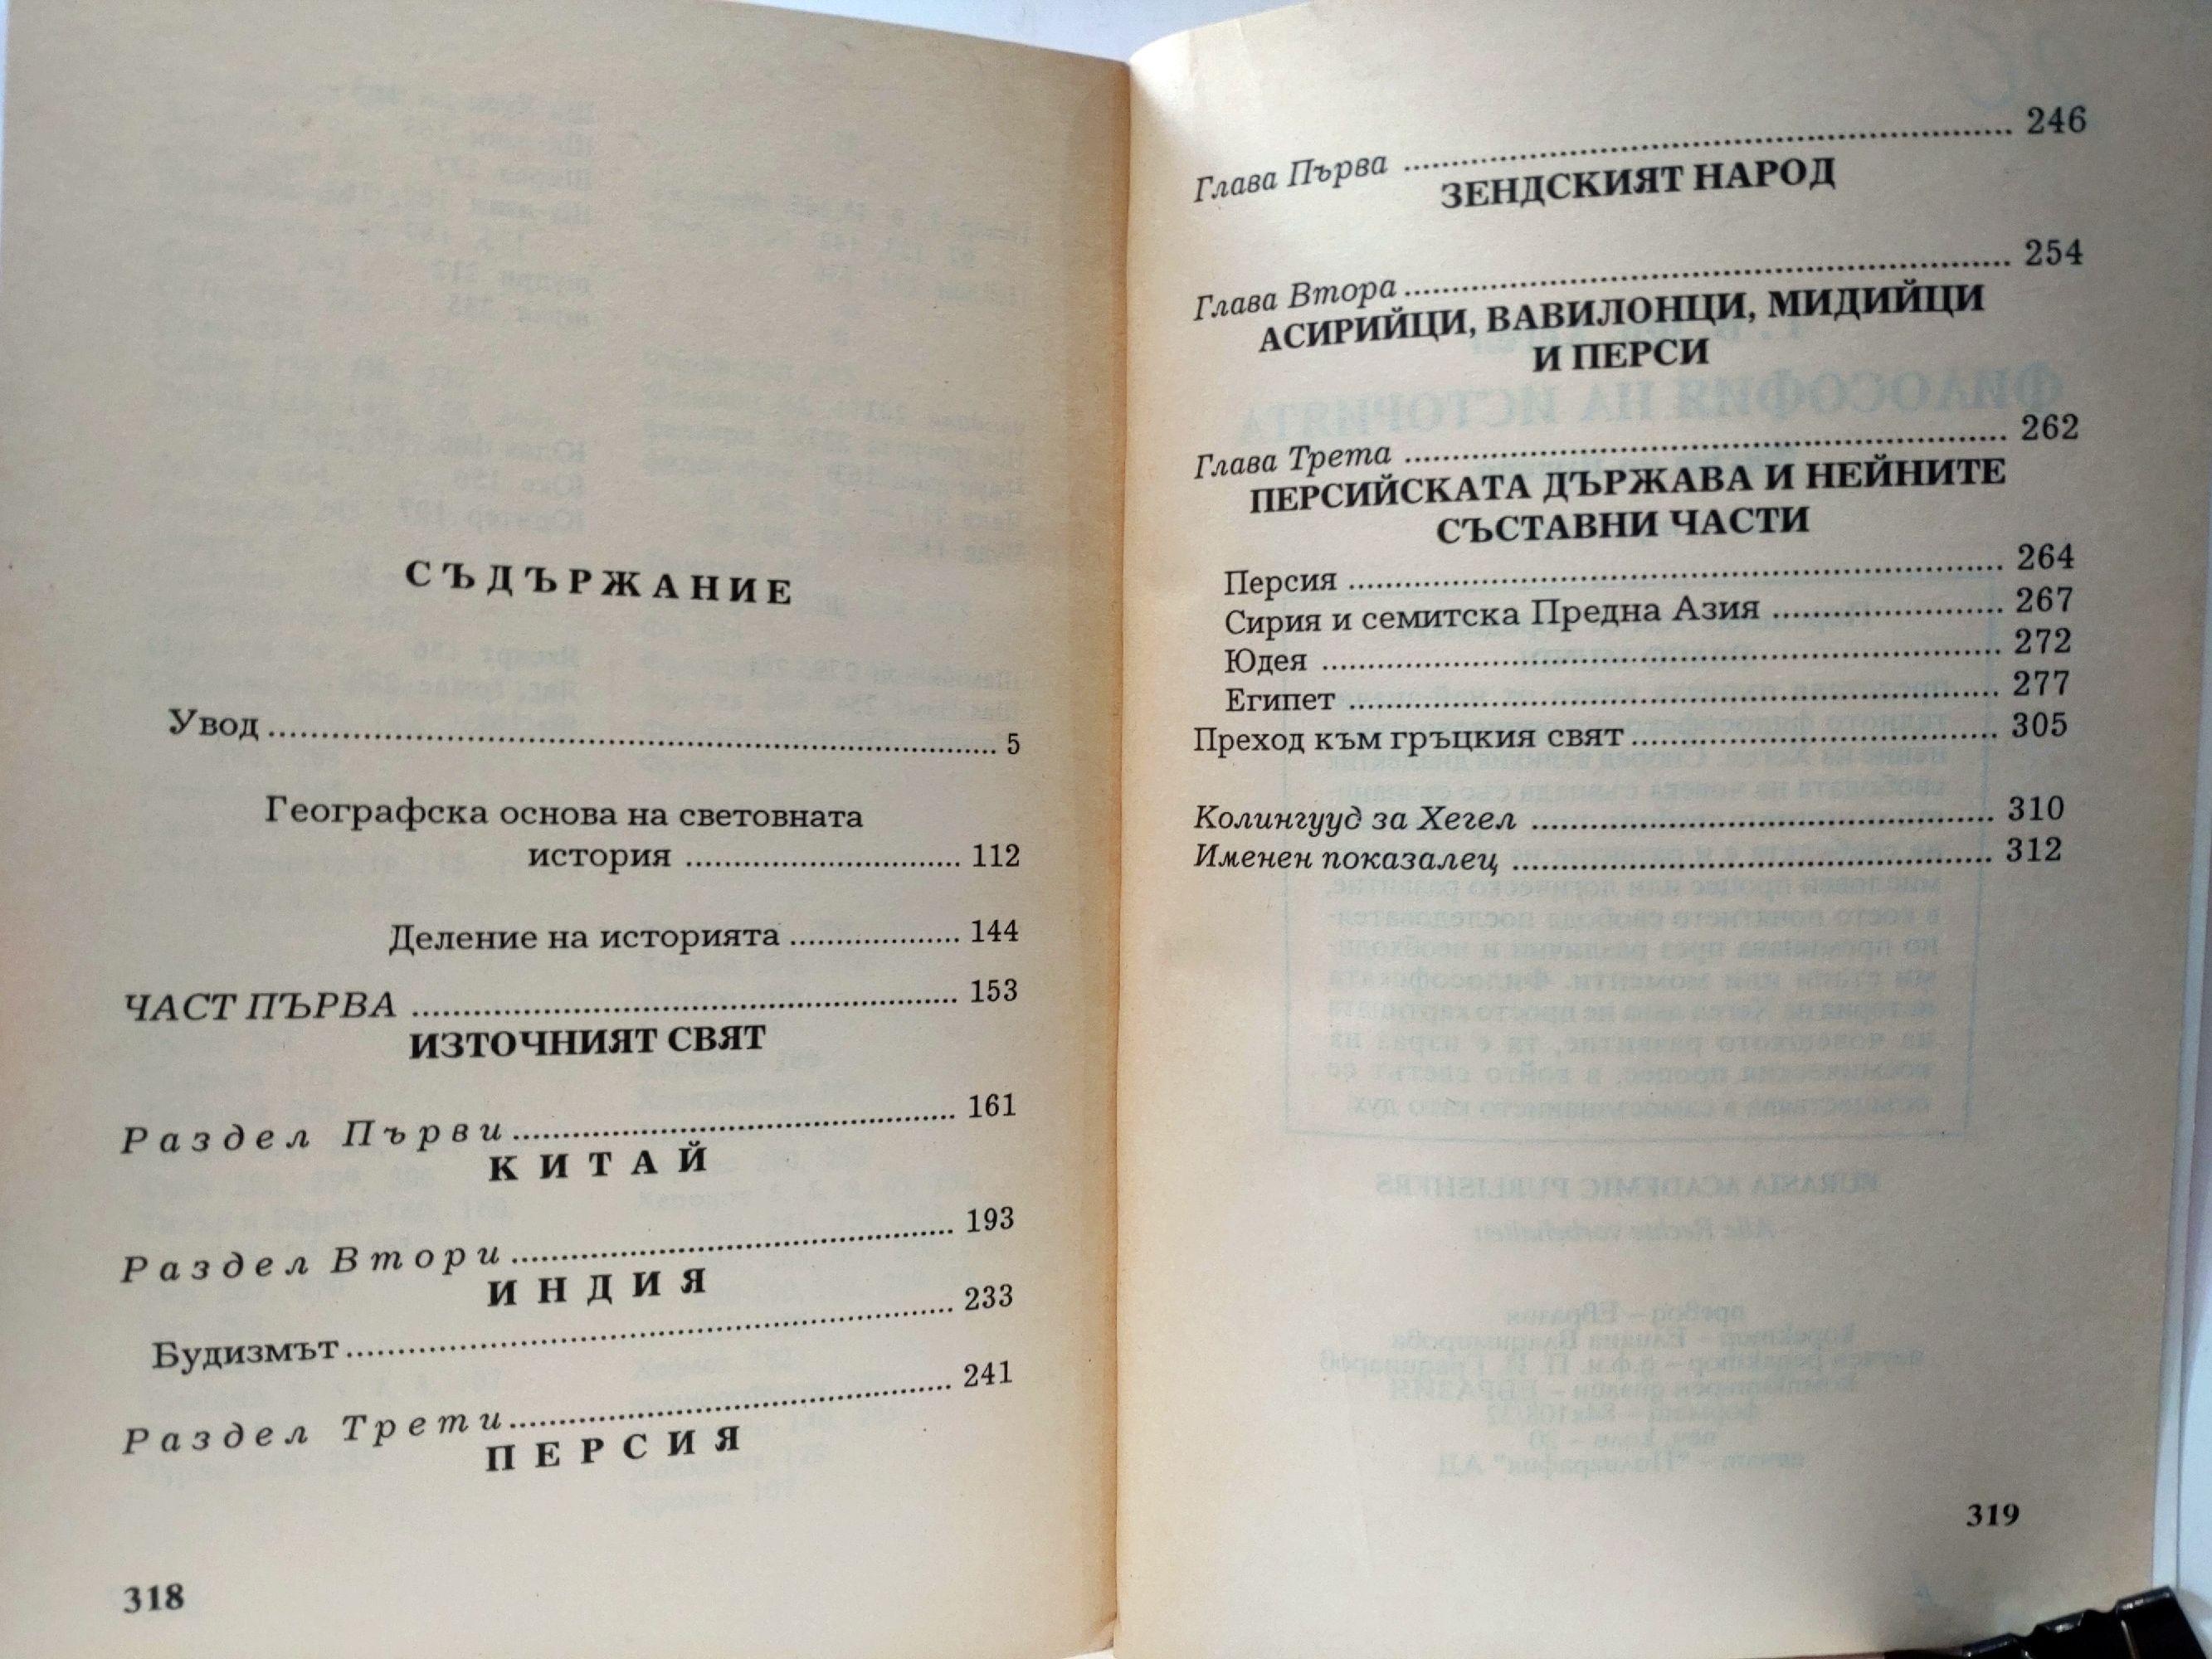 СЪДЪРЖАНИЕ
Увод ........ 5
Географска основа на световната
история ........ 112
Деление на историята ........ 144
ЧАСТ ПЪРВА ........ 153
ИЗТОЧНИЯТ СВЯТ
Раздел Първи ........ 161
КИТАЙ
Раздел Втори ........ 193
ИНДИЯ
Будизмът ........ 233
Раздел Трети ........ 241
ПЕРСИЯ
318
Глава Първа ........ 246
ЗЕНДСКИЯТ НАРОД
Глава Втора ........ 254
АСИРИЙЦИ, ВАВИЛОНЦИ, МИДИЙЦИ
И ПЕРСИ
Глава Трета ........ 262
ПЕРСИЙСКАТА ДЪРЖАВА И НЕЙНИТЕ
СЪСТАВНИ ЧАСТИ
Персия ........ 264
Сирия и семитска Предна Азия ........ 267
Юдея ........ 272
Египет ........ 277
Преход към гръцкия свят ........ 305
Колингууд за Хегел ........ 310
Именен показалец ........ 312
319